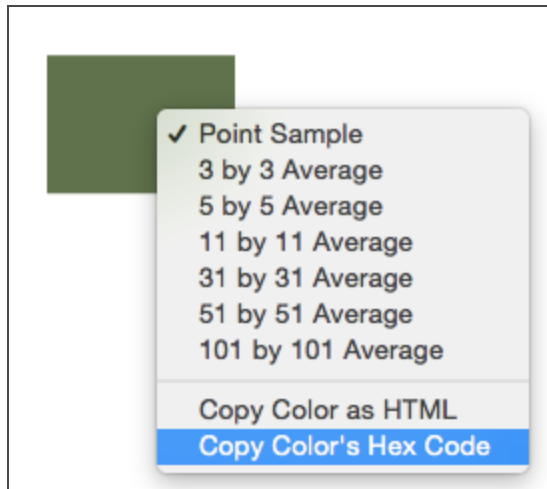 Point Sample
3 by 3 Average
5 by 5 Average
11 by 11 Average
31 by 31 Average
51 by 51 Average
101 by 101 Average
Copy Color as HTML
Copy Color's Hex Code